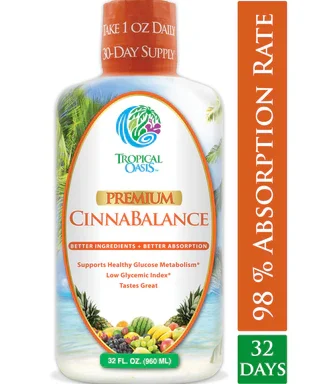 TAKE 1 OZ DAILY
30-DAY SUPPLY
TROPICAL
OASIS™
PREMIUM
CINNABALANCE
BETTER INGREDIENTS • BETTER ABSORPTION
Supports Healthy Glucose Metabolism*
Low Glycemic Index*
Tastes Great
32 FL. OZ. (960 ML)
98 % ABSORPTION RATE
32
DAYS